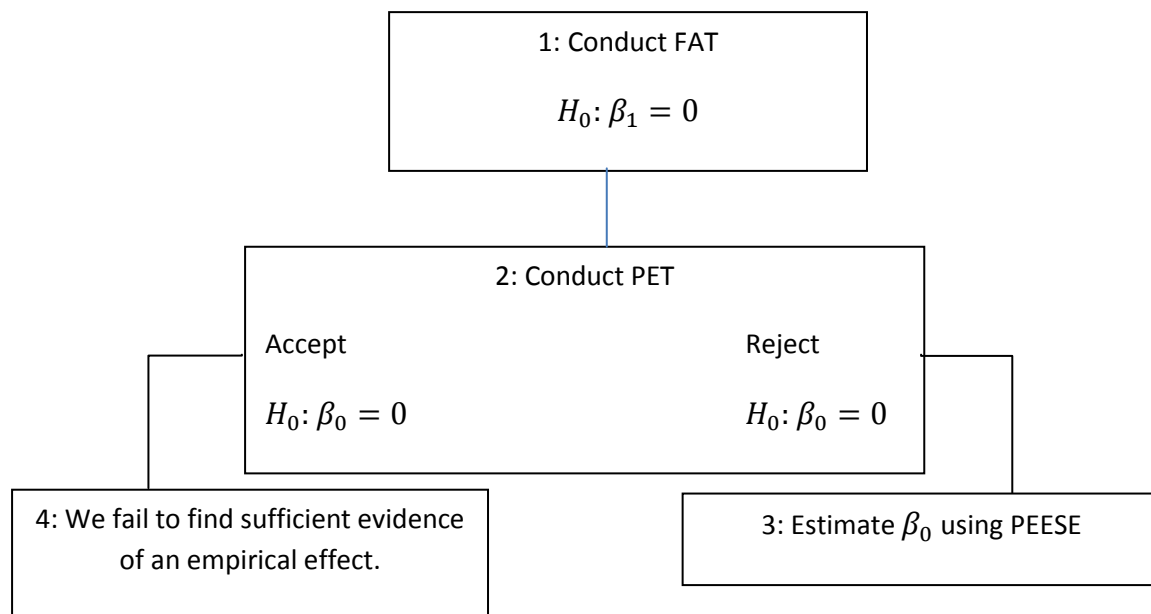 1: Conduct FAT
𝐻₀: 𝛽₁ = 0
2: Conduct PET
Accept
Reject
𝐻₀: 𝛽₀ = 0
𝐻₀: 𝛽₀ = 0
4: We fail to find sufficient evidence
of an empirical effect.
3: Estimate 𝛽₀ using PEESE